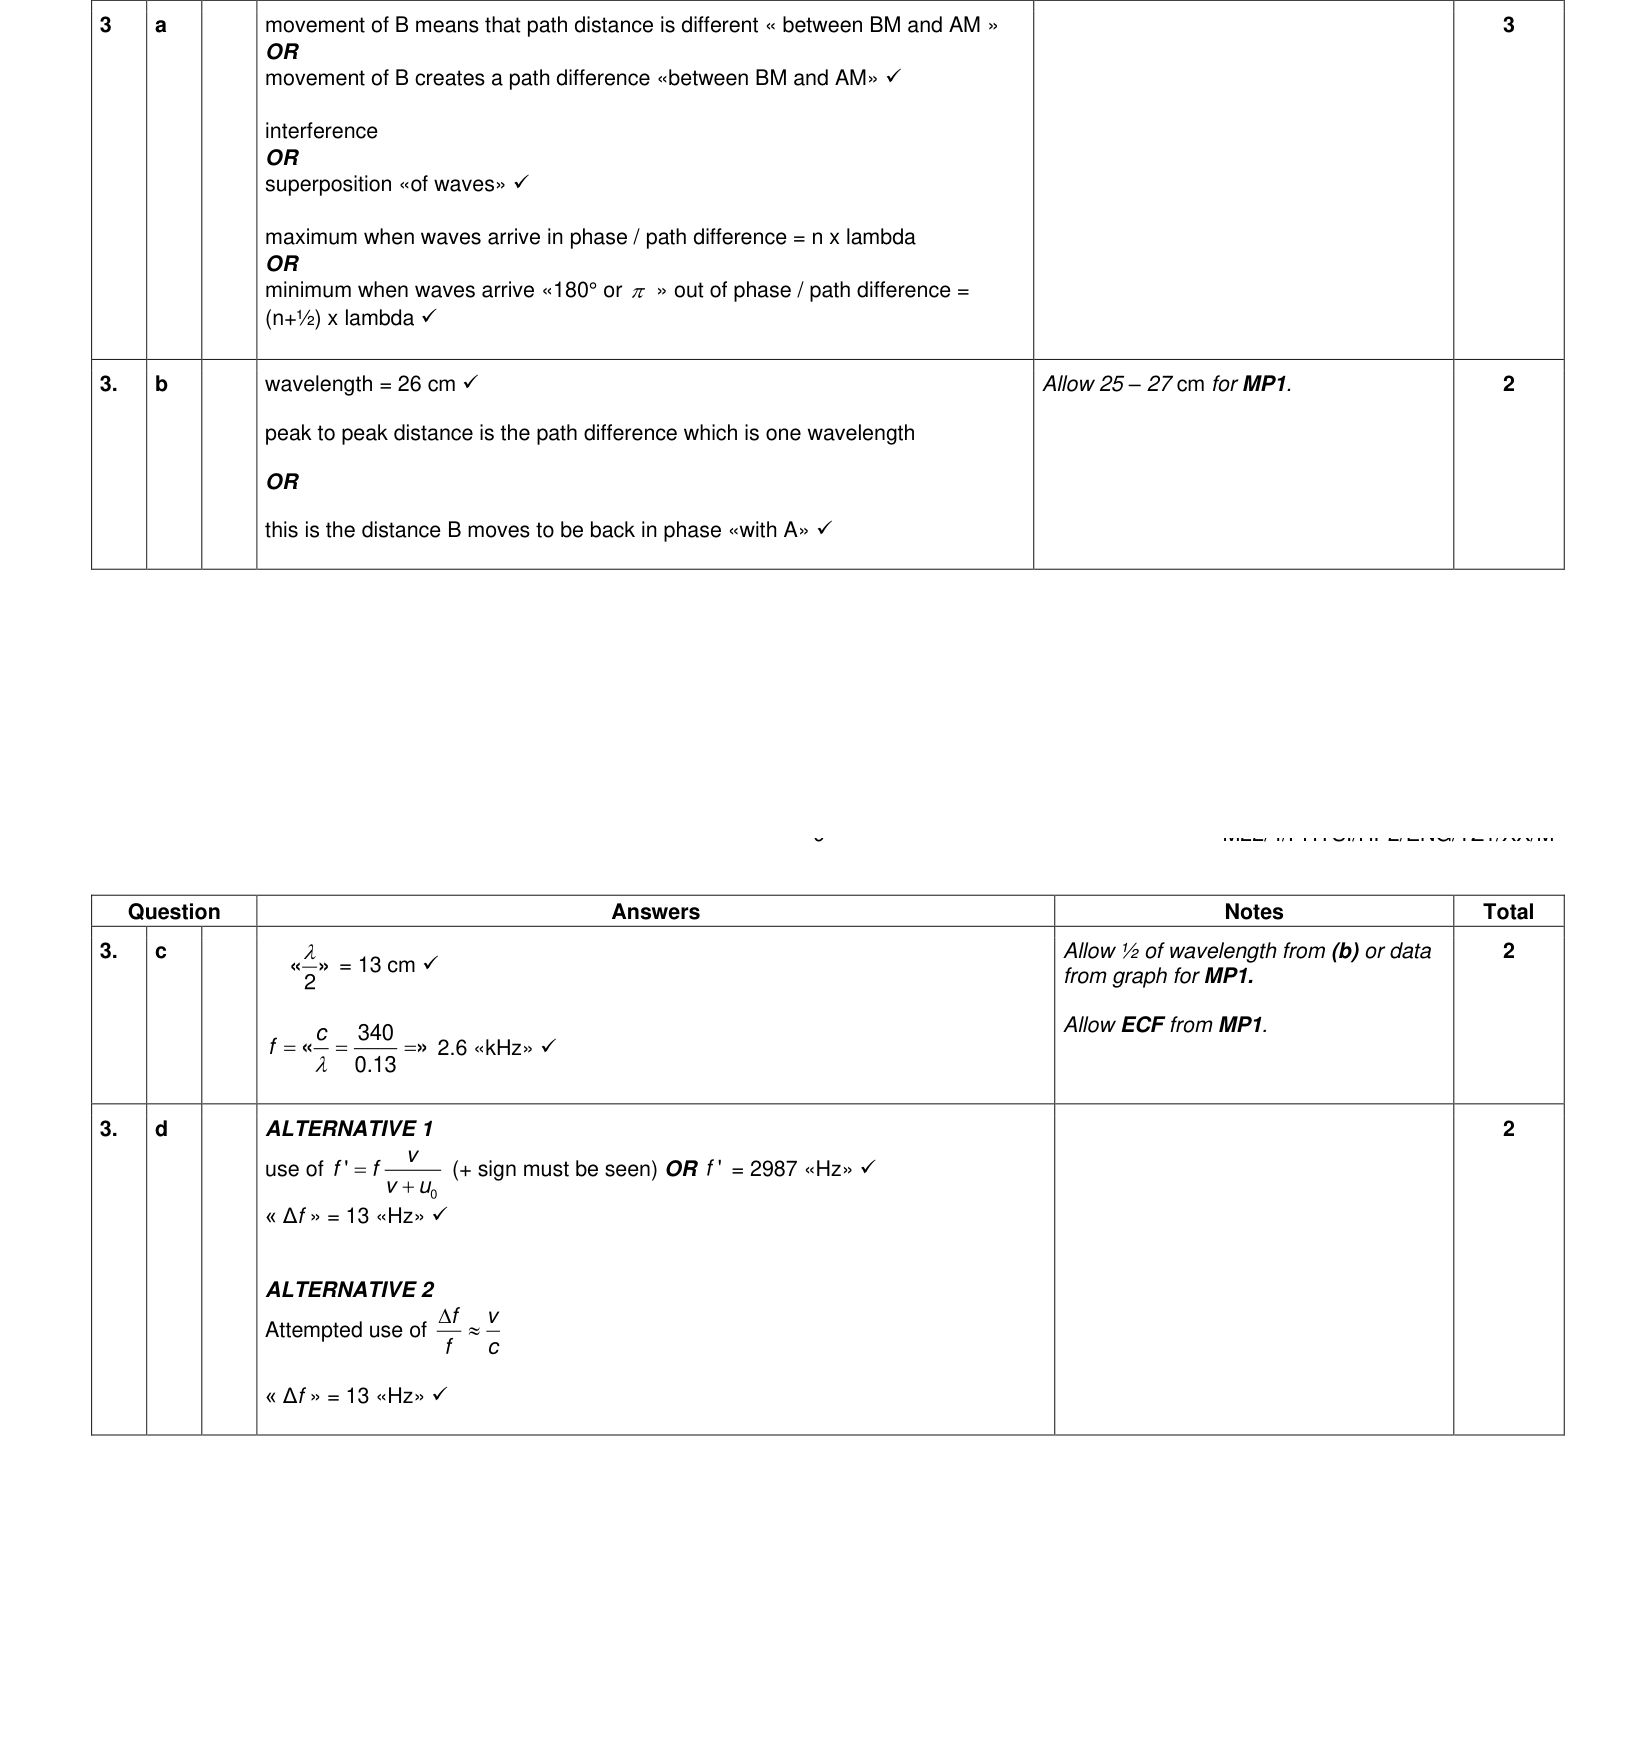 3 a movement of B means that path distance is different « between BM and AM » 3
OR
movement of B creates a path difference «between BM and AM» ✓
interference
OR
superposition «of waves» ✓
maximum when waves arrive in phase / path difference = n x lambda
OR
minimum when waves arrive «180° or π » out of phase / path difference =
(n+½) x lambda ✓
3. b wavelength = 26 cm ✓ Allow 25 – 27 cm for MP1. 2
peak to peak distance is the path difference which is one wavelength
OR
this is the distance B moves to be back in phase «with A» ✓
Question Answers Notes Total
3. c «λ/2» = 13 cm ✓ Allow ½ of wavelength from (b) or data 2
from graph for MP1.
Allow ECF from MP1.
f = «c/λ = 340/0.13 =» 2.6 «kHz» ✓
3. d ALTERNATIVE 1 2
use of f' = f v/(v + u₀) (+ sign must be seen) OR f' = 2987 «Hz» ✓
« Δf » = 13 «Hz» ✓
ALTERNATIVE 2
Attempted use of Δf/f ≈ v/c
« Δf » = 13 «Hz» ✓